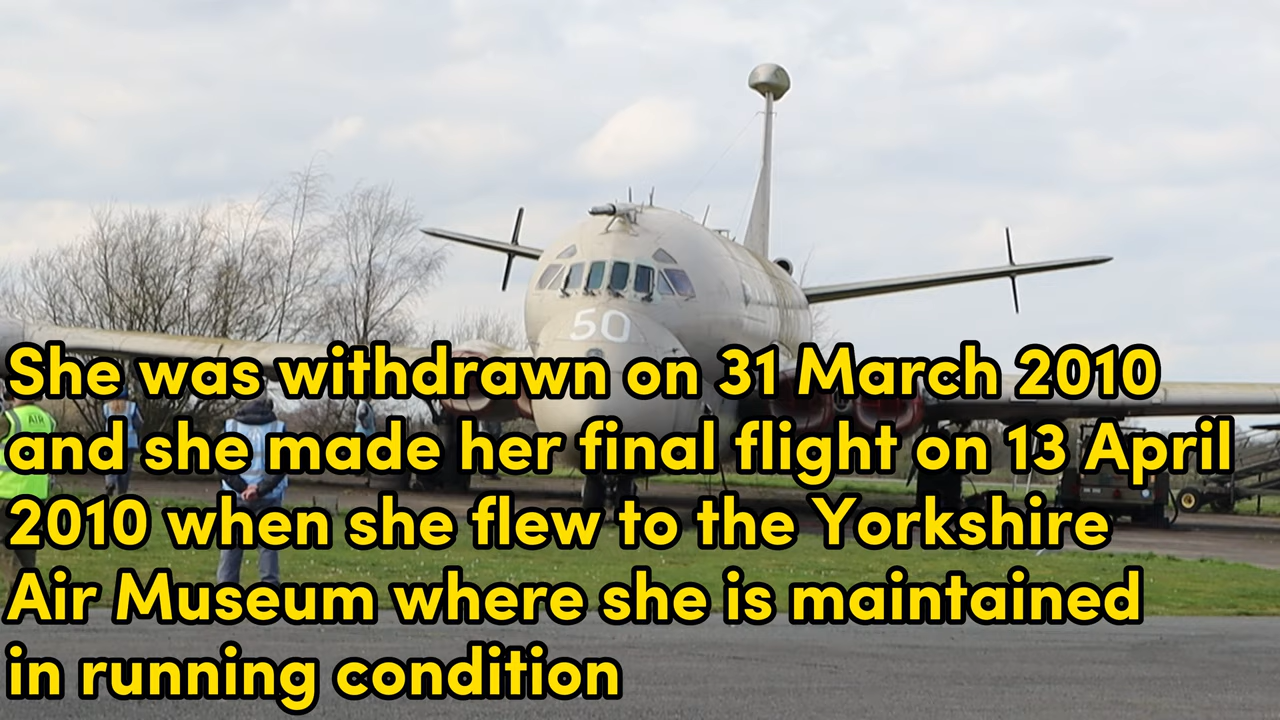 50
She was withdrawn on 31 March 2010
and she made her final flight on 13 April
2010 when she flew to the Yorkshire
Air Museum where she is maintained
in running condition
AIR